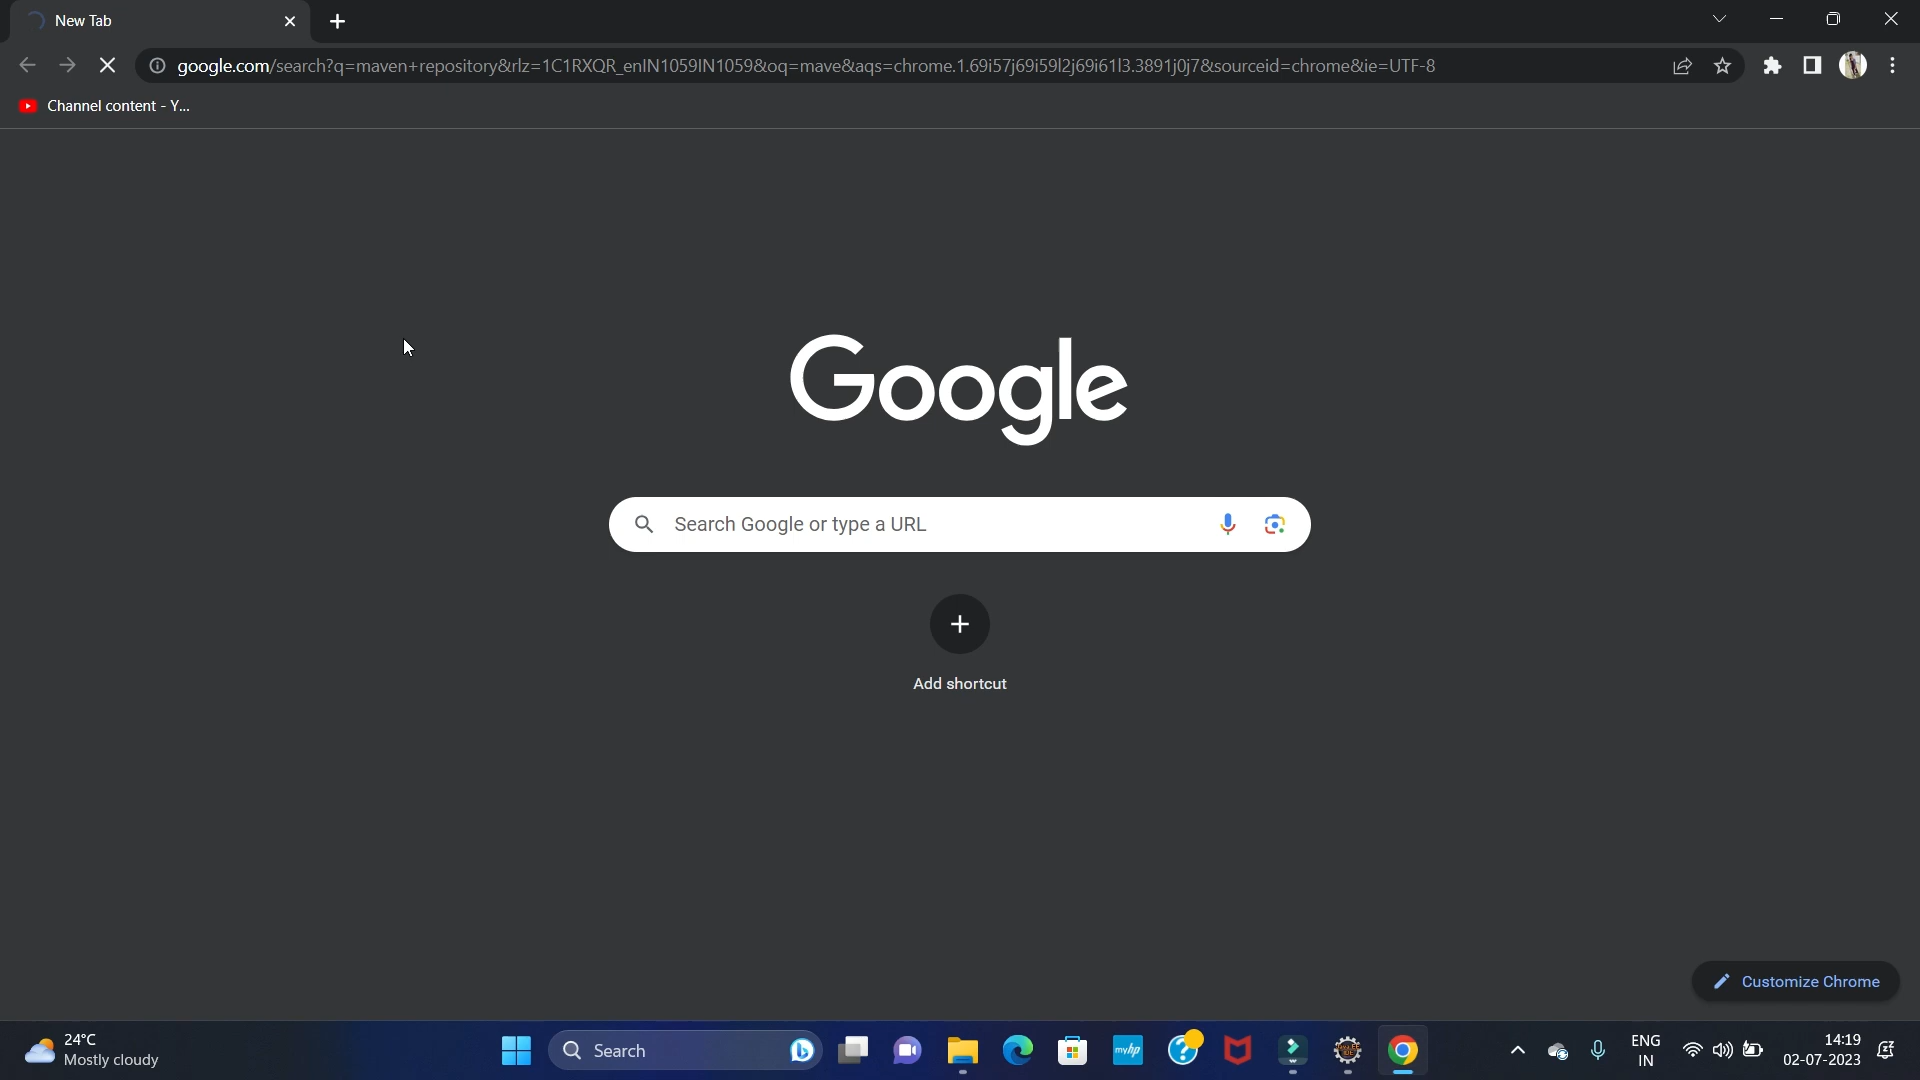 New Tab
google.com/search?q=maven+repository&rlz=1C1RXQR_enIN1059IN1059&oq=mave&aqs=chrome.1.69i57j69i59l2j69i61l3.3891j0j7&sourceid=chrome&ie=UTF-8
Channel content - Y...
Google
Search Google or type a URL
Add shortcut
Customize Chrome
24°C
Mostly cloudy
Search
myhp
ENG
IN
14:19
02-07-2023